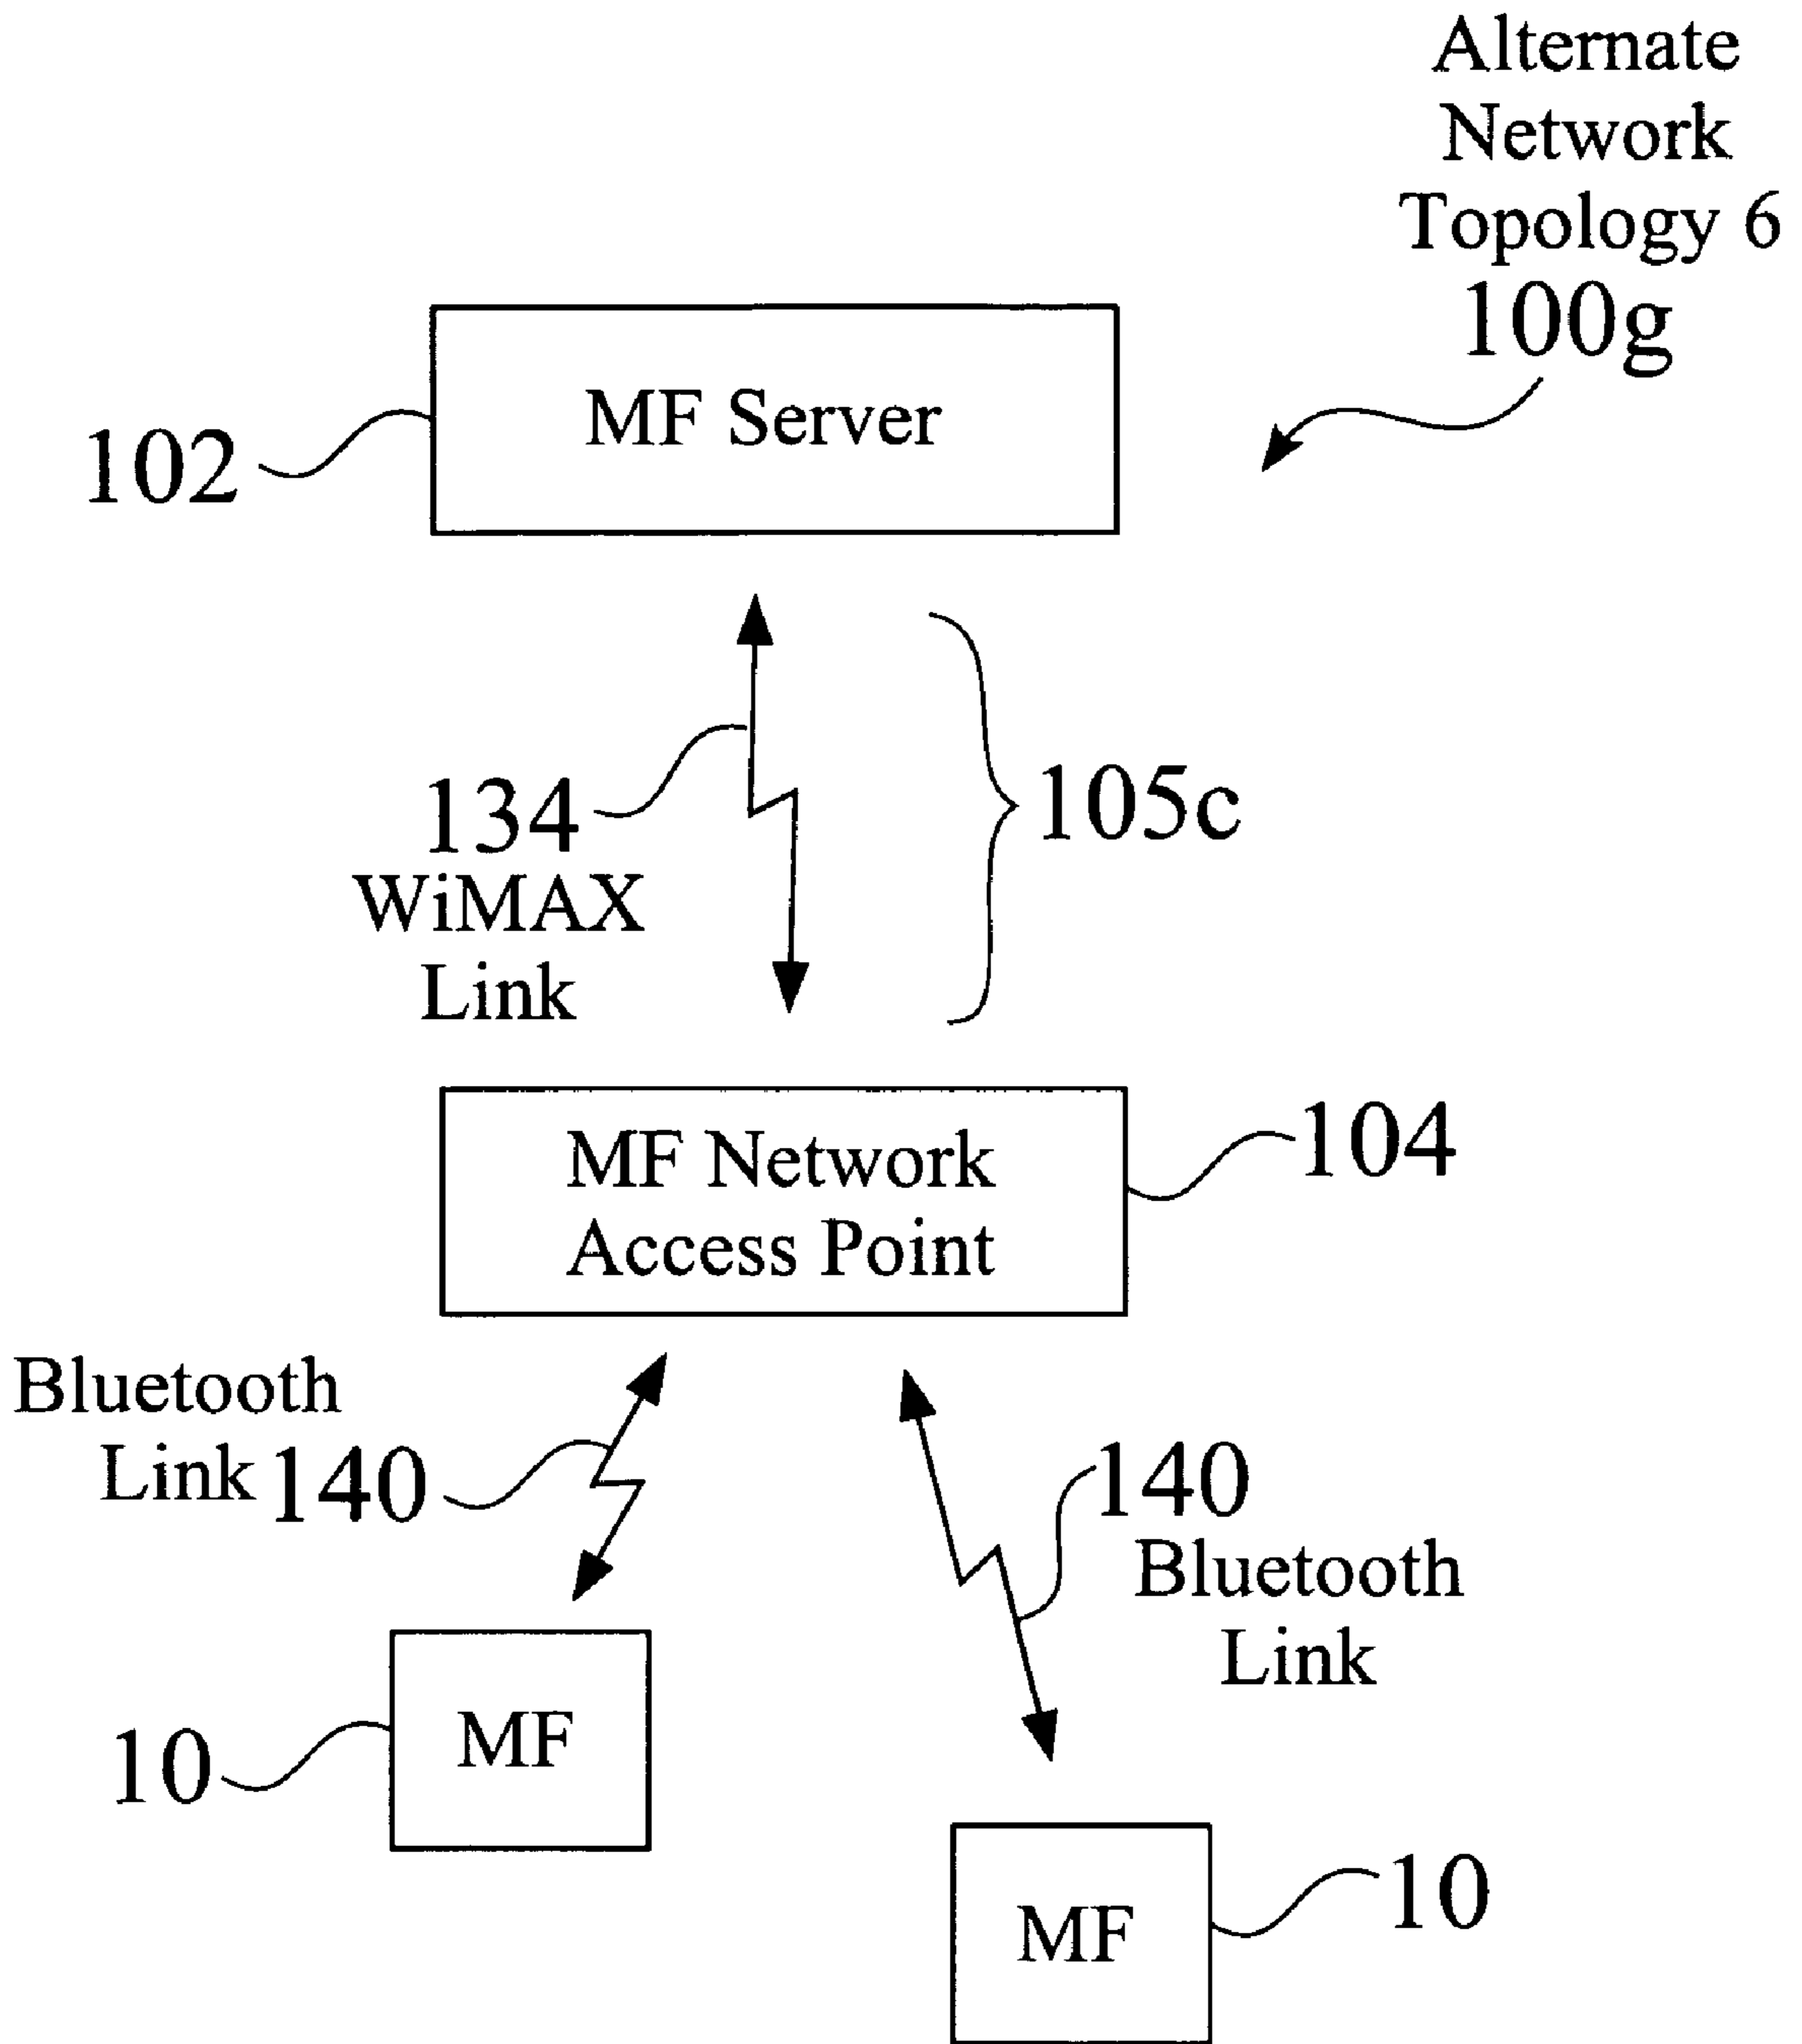 Alternate
Network
Topology 6
100g
MF Server
102
134
WiMAX
Link
105c
MF Network
Access Point
104
Bluetooth
Link 140
140
Bluetooth
Link
MF
10
MF
10